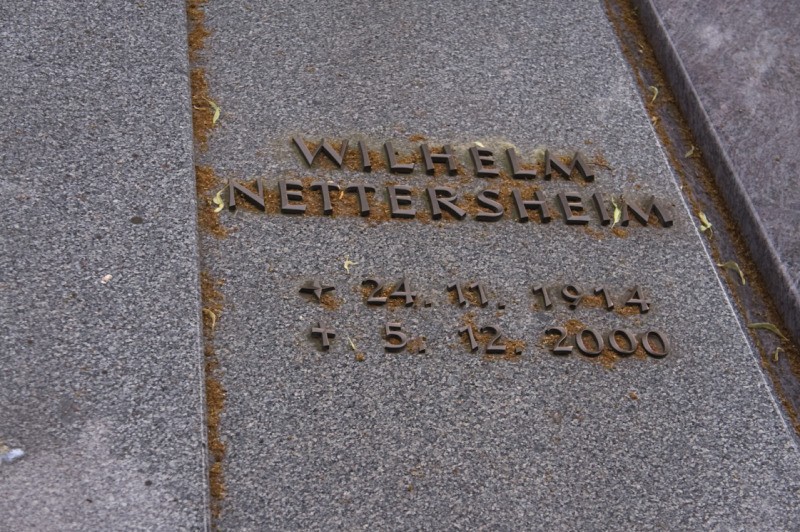 WILHELM
NETTERSHEIM
✦ 24. 11. 1914
✝ 5. 12. 2000